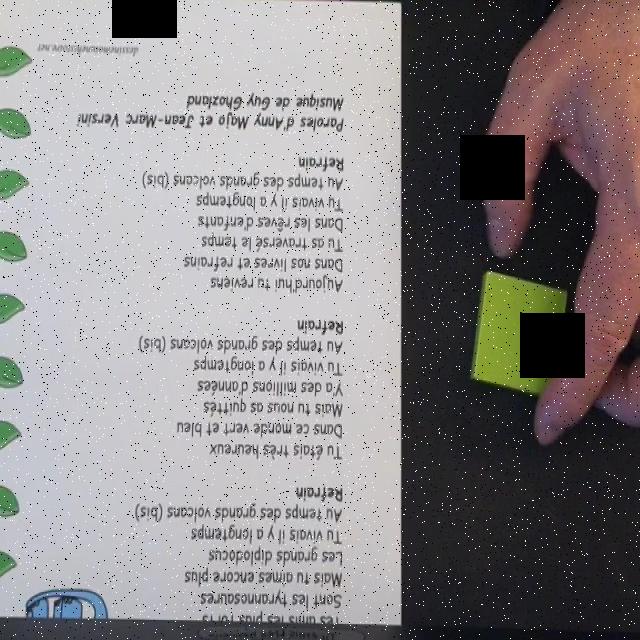 Tes amis les plus forts
Sont les tyrannosaures
Mais tu aimes encore plus
Les grands diplodocus
Tu vivais il y a longtemps
Au temps des grands volcans (bis)
Refrain
Tu étais très heureux
Dans ce monde vert et bleu
Mais tu nous as quittés
Y'a des millions d'années
Tu vivais il y a longtemps
Au temps des grands volcans (bis)
Refrain
Aujourd'hui tu reviens
Dans nos livres et refrains
Tu as traversé le temps
Dans les rêves d'enfants
Tu vivais il y a longtemps
Au temps des grands volcans (bis)
Refrain
Paroles d'Anny Majo et Jean-Marc Versini
Musique de Guy Ghozland
dessinemoiunehistoire.net